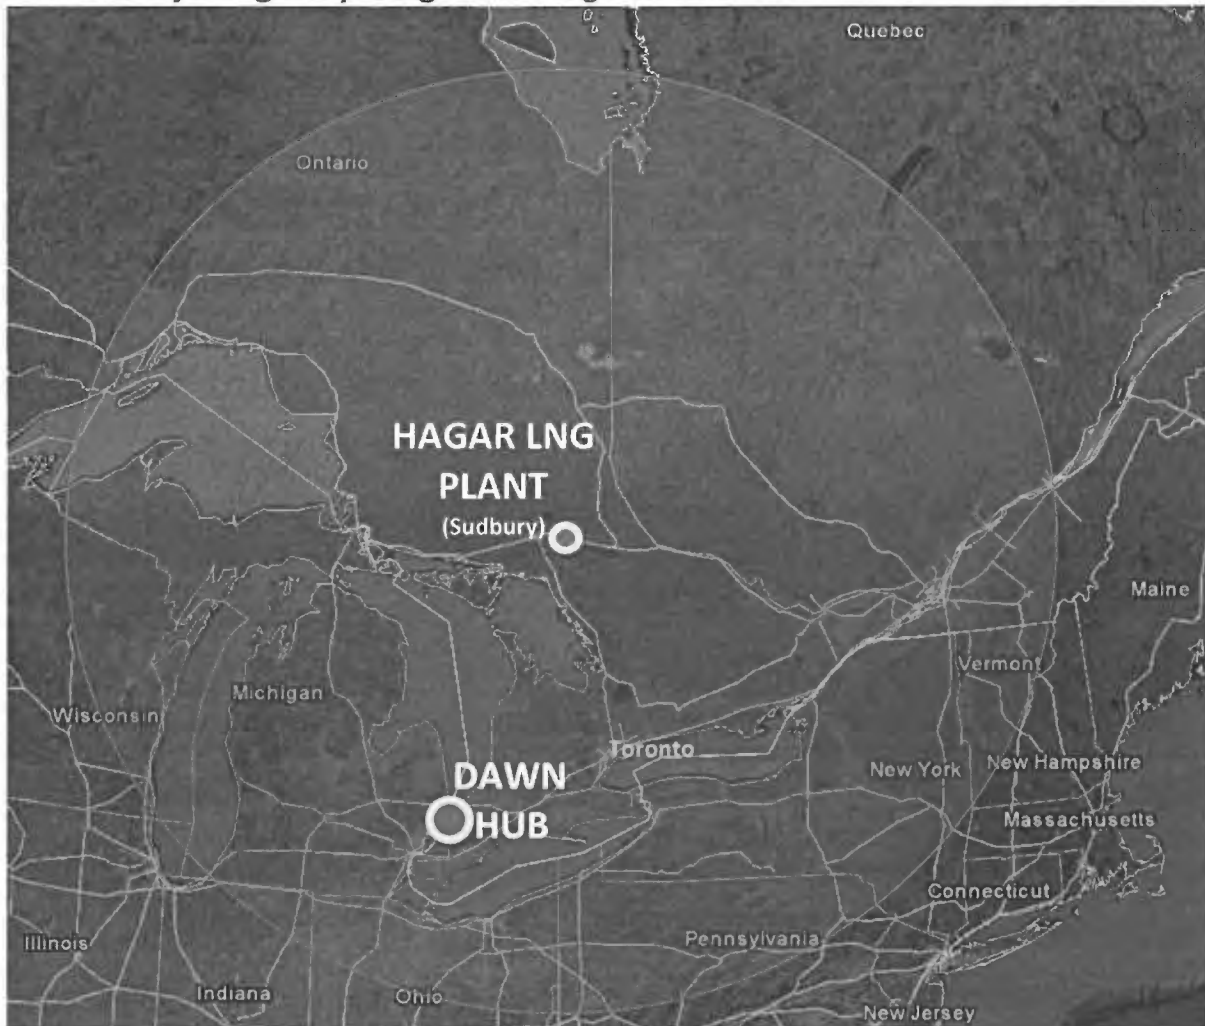 Quebec
Ontario
HAGAR LNG
PLANT
(Sudbury)
Maine
Vermont
Michigan
Wisconsin
Toronto
New York
New Hampshire
DAWN
HUB
Massachusetts
Connecticut
Illinois
Pennsylvania
Indiana
Ohio
New Jersey